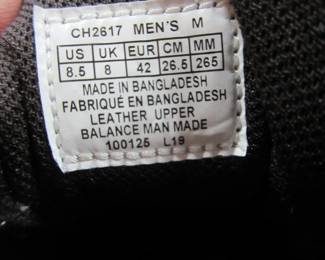 CH2617 MEN'S M
US UK EUR CM MM
8.5 8 42 26.5 265
MADE IN BANGLADESH
FABRIQUÉ EN BANGLADESH
LEATHER UPPER
BALANCE MAN MADE
100125 L19